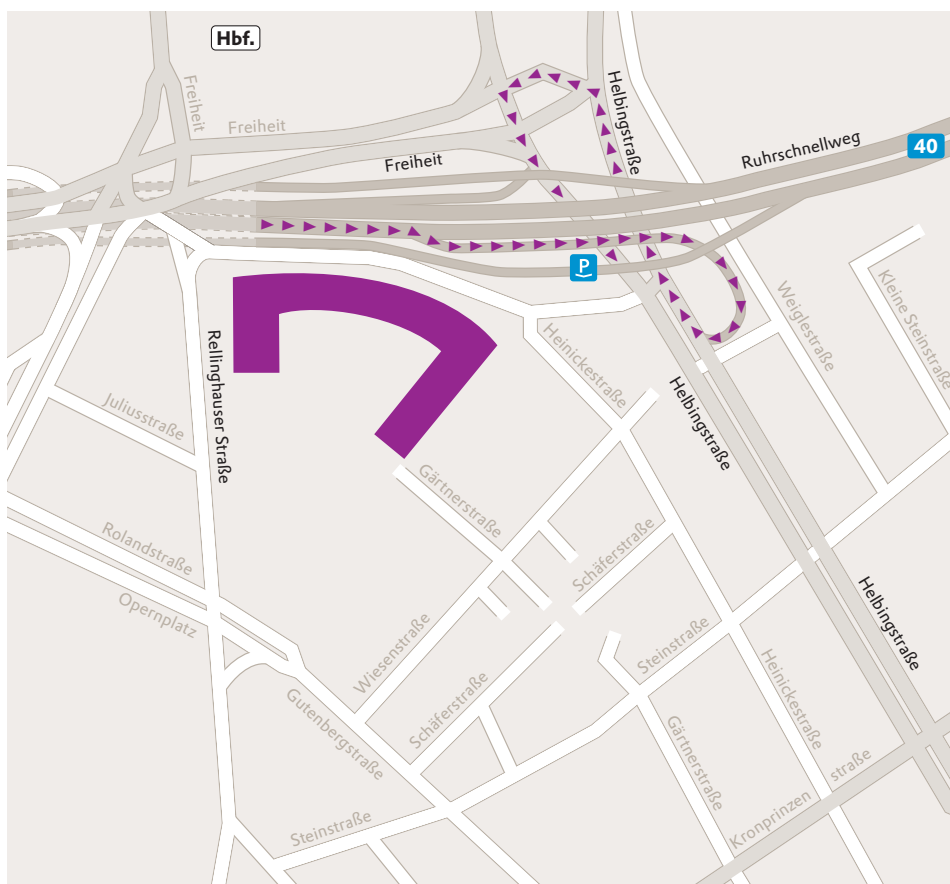 Hbf.
Freiheit
Freiheit
Freiheit
Helbingstraße
Ruhrschnellweg
40
P
Rellinghauser Straße
Juliusstraße
Heinickestraße
Weiglestraße
Kleine Steinstraße
Helbingstraße
Gärtnerstraße
Rolandstraße
Opernplatz
Schäferstraße
Wiesenstraße
Steinstraße
Helbingstraße
Gutenbergstraße
Schäferstraße
Heinickestraße
Gärtnerstraße
Kronprinzen straße
Steinstraße